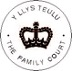 Y LLYS TEULU
· THE FAMILY COURT ·